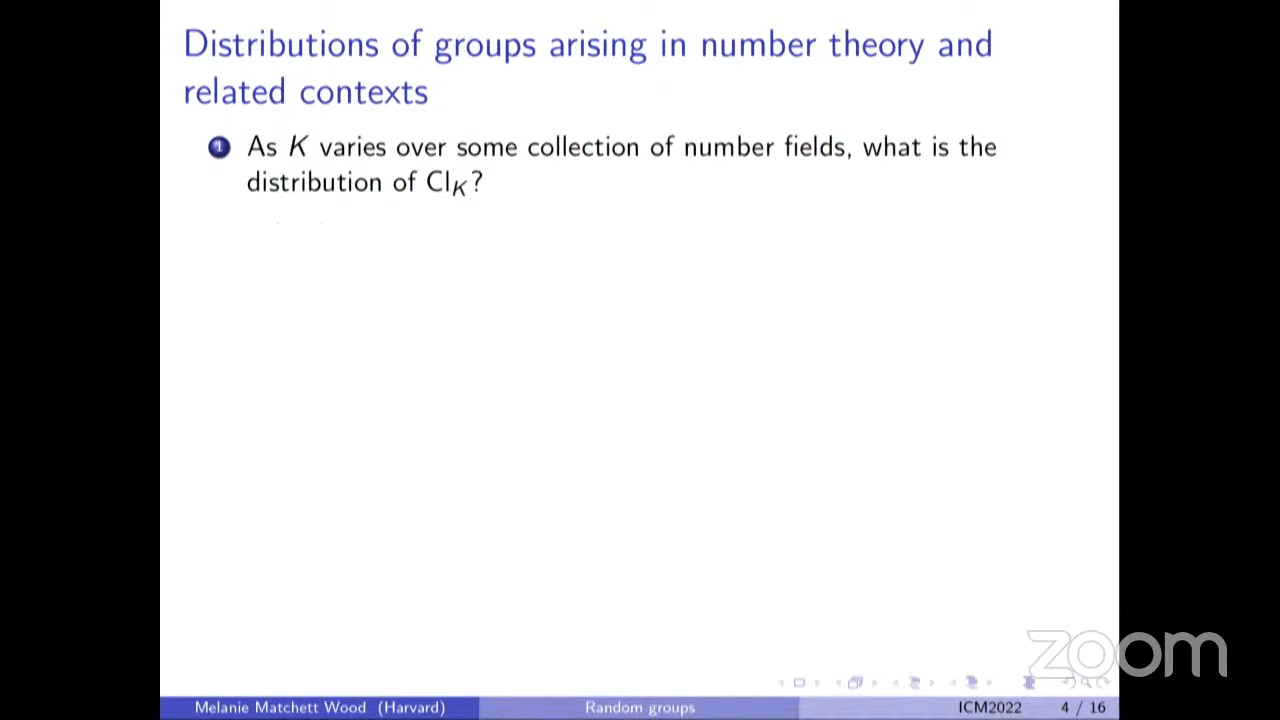 Distributions of groups arising in number theory and
related contexts
1 As K varies over some collection of number fields, what is the
distribution of Cl_K?
zoom
Melanie Matchett Wood (Harvard) Random groups ICM2022 4 / 16